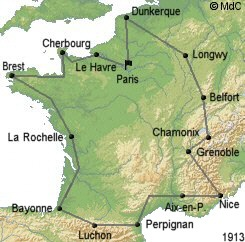 © MdC
Dunkerque
Cherbourg
Longwy
Le Havre
Paris
Brest
Belfort
La Rochelle
Chamonix
Grenoble
Bayonne
Aix-en-P.
Nice
Luchon
Perpignan
1913